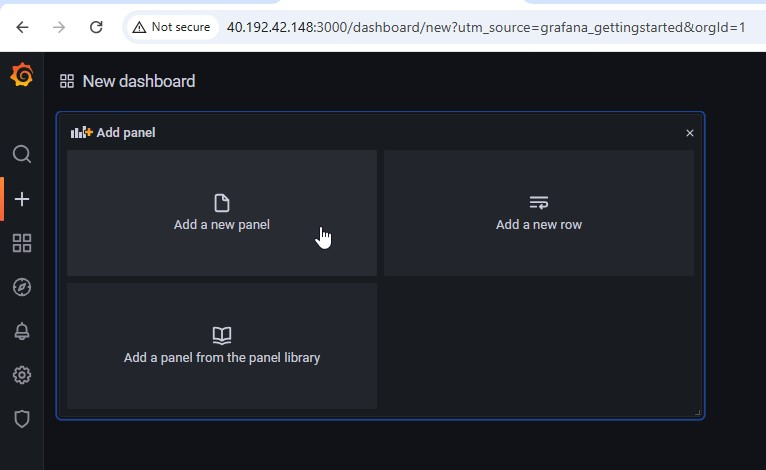 Not secure 40.192.42.148:3000/dashboard/new?utm_source=grafana_gettingstarted&orgId=1
New dashboard
Add panel
Add a new panel
Add a new row
Add a panel from the panel library